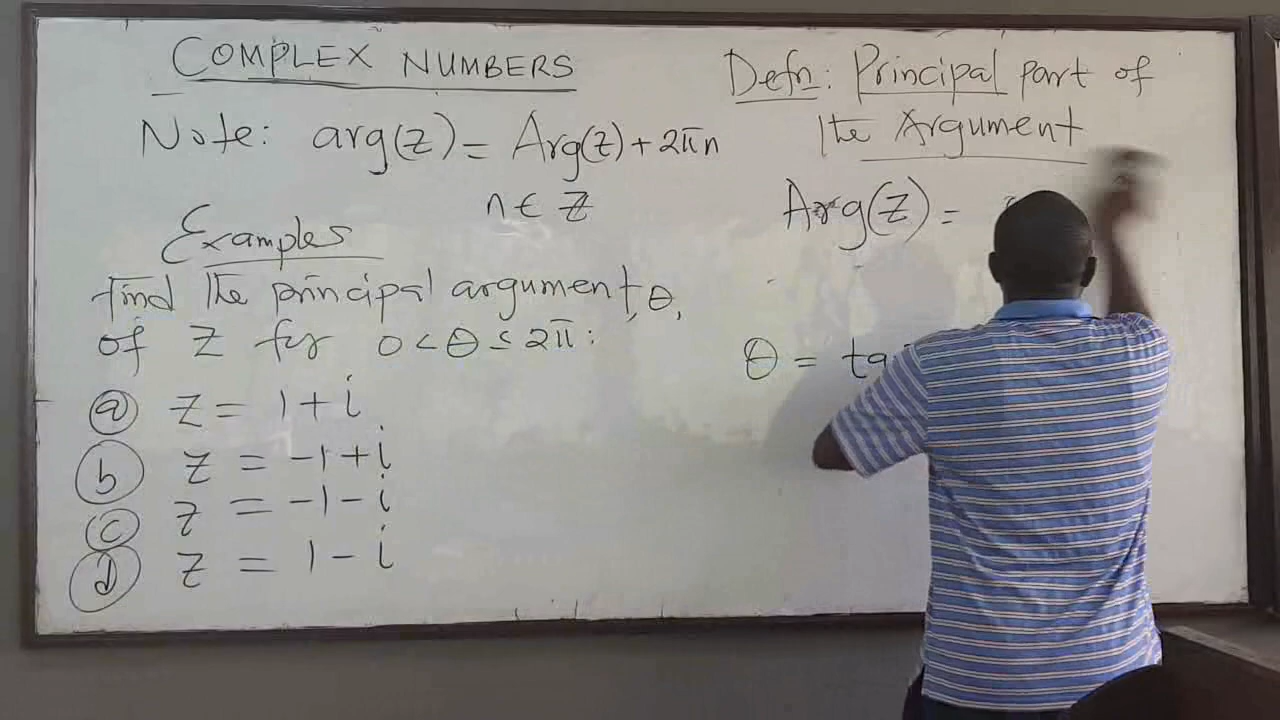 COMPLEX NUMBERS
Note: arg(z) = Arg(z) + 2πn
n ∈ Z
Examples
Find the principal argument, θ,
of z for 0 < θ ≤ 2π:
(a) z = 1 + i
(b) z = -1 + i
(c) z = -1 - i
(d) z = 1 - i
Defn: Principal part of
the Argument
Arg(z) =
θ =